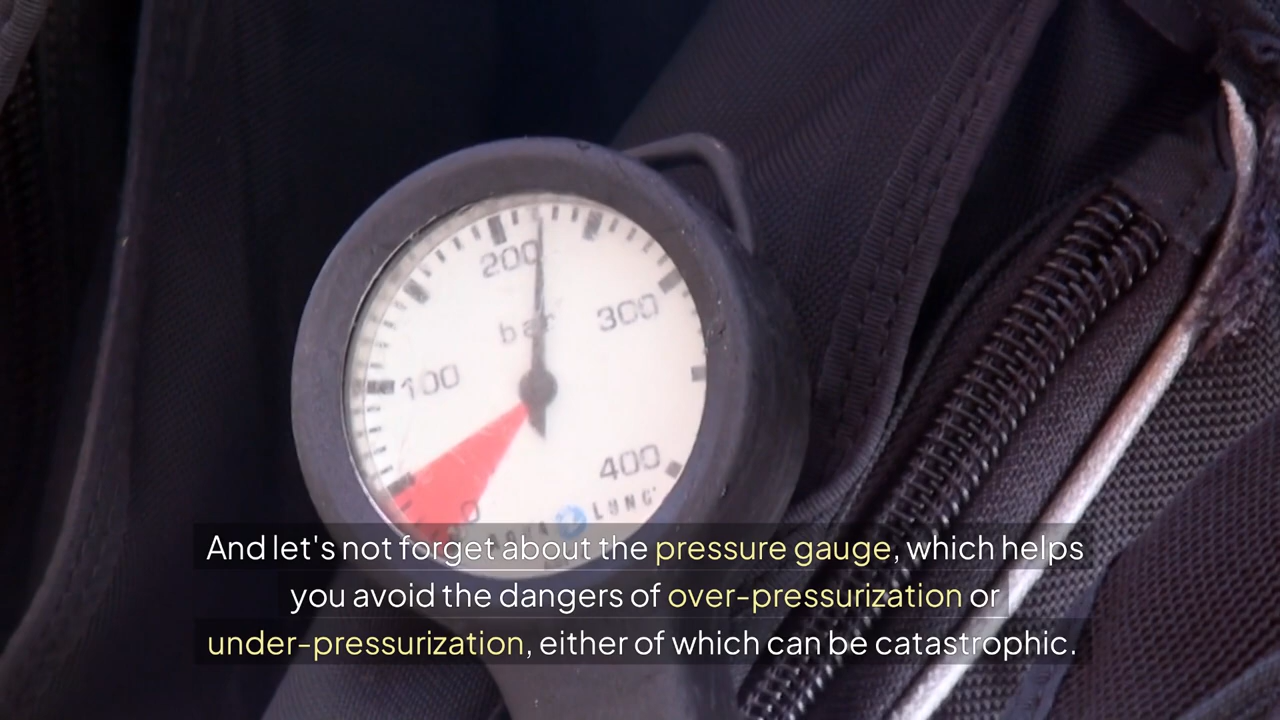 200
bar
300
100
400
0
LUNG
And let's not forget about the pressure gauge, which helps
you avoid the dangers of over-pressurization or
under-pressurization, either of which can be catastrophic.